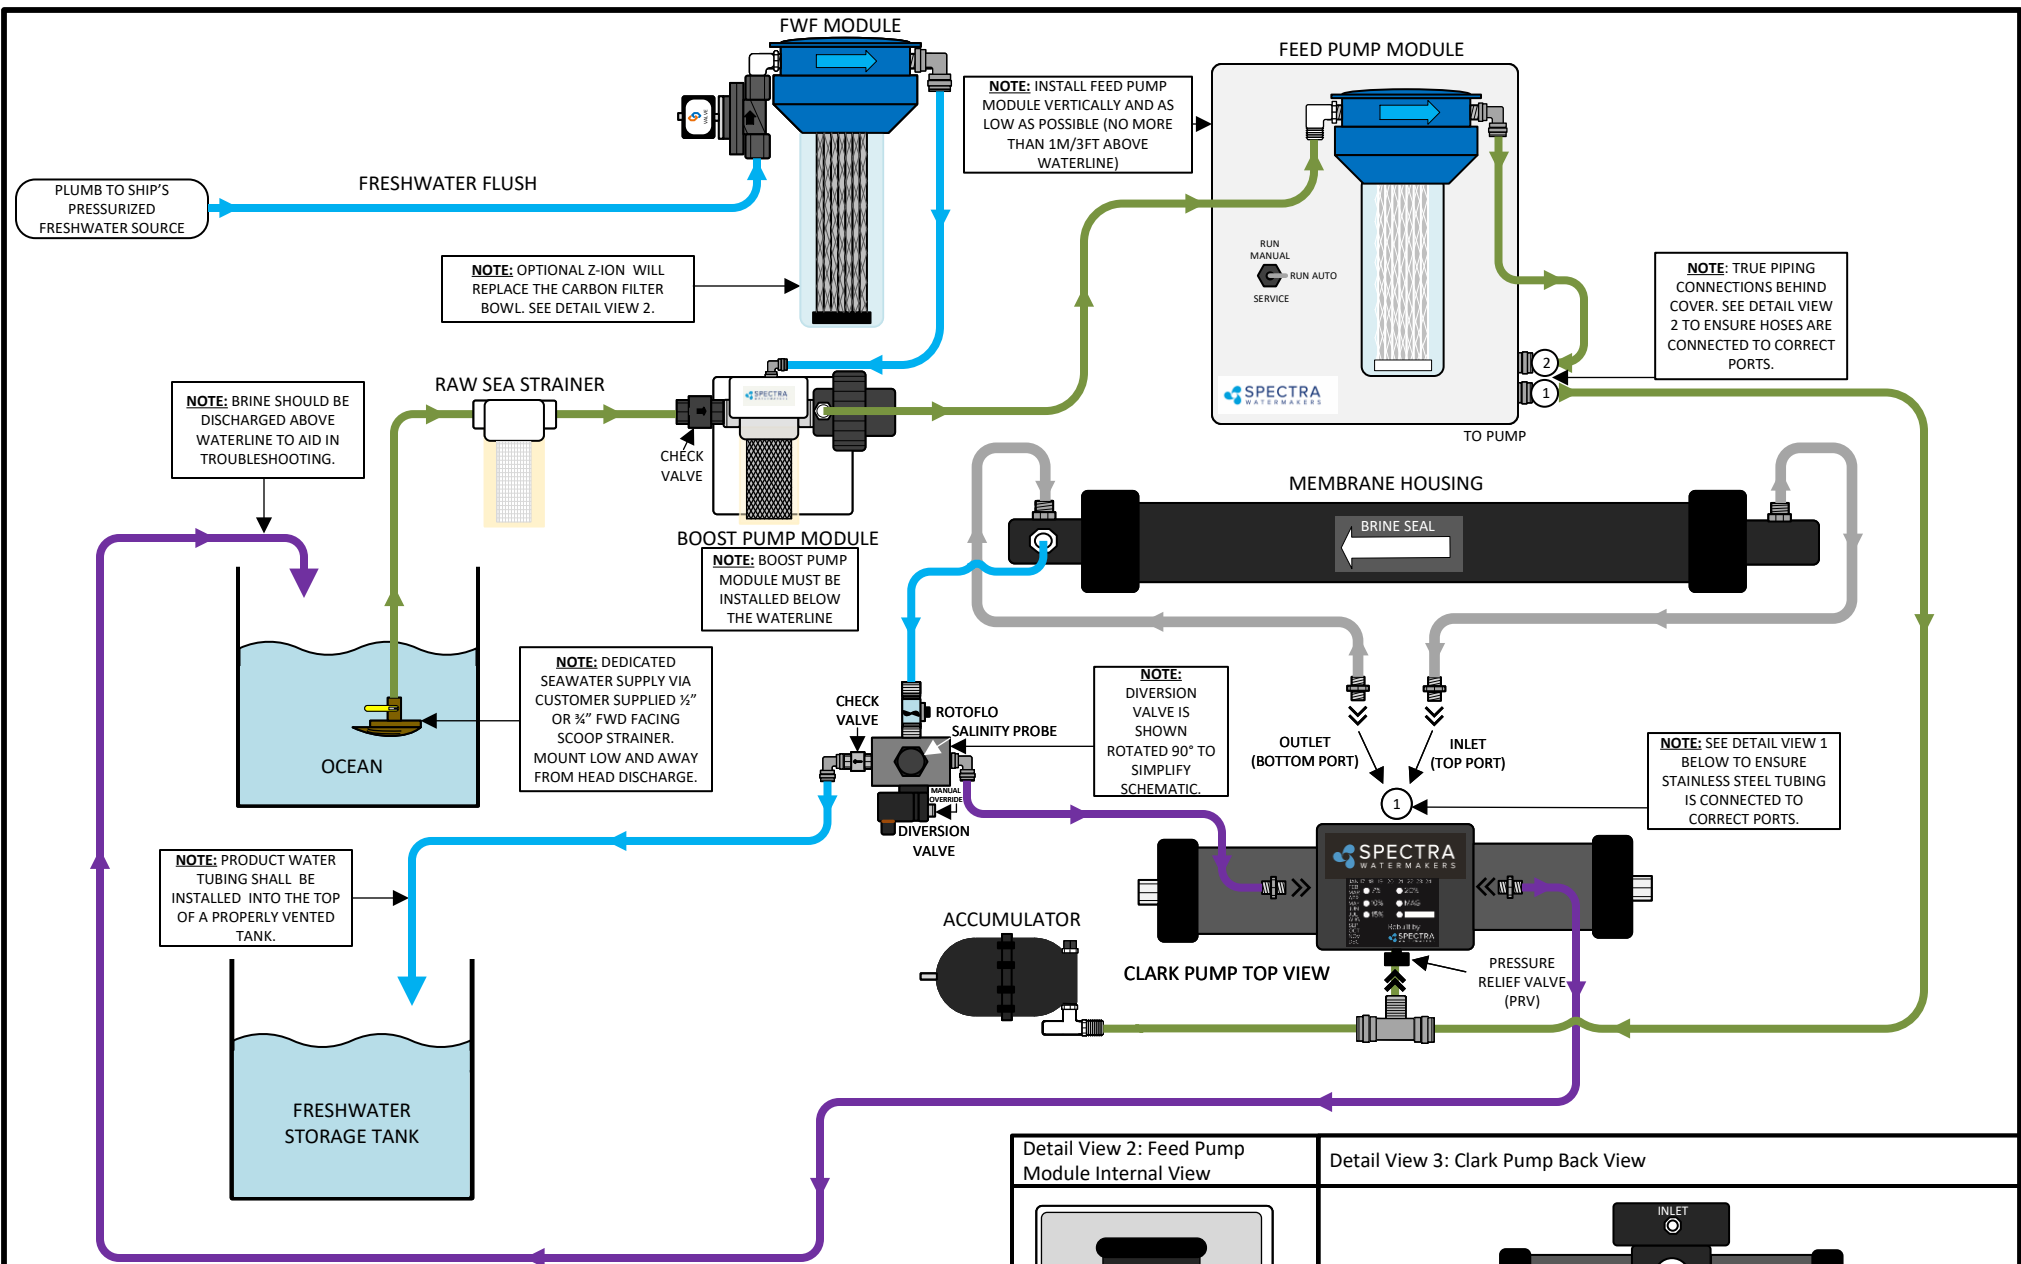 FWF MODULE
FEED PUMP MODULE
NOTE: INSTALL FEED PUMP
MODULE VERTICALLY AND AS
LOW AS POSSIBLE (NO MORE
THAN 1M/3FT ABOVE
WATERLINE)
VALVE
PLUMB TO SHIP'S
PRESSURIZED
FRESHWATER SOURCE
FRESHWATER FLUSH
NOTE: OPTIONAL Z-ION WILL
REPLACE THE CARBON FILTER
BOWL. SEE DETAIL VIEW 2.
RUN
MANUAL
RUN AUTO
SERVICE
NOTE: TRUE PIPING
CONNECTIONS BEHIND
COVER. SEE DETAIL VIEW
2 TO ENSURE HOSES ARE
CONNECTED TO CORRECT
PORTS.
2
1
SPECTRA
WATERMAKERS
TO PUMP
RAW SEA STRAINER
SPECTRA
CHECK
VALVE
NOTE: BRINE SHOULD BE
DISCHARGED ABOVE
WATERLINE TO AID IN
TROUBLESHOOTING.
MEMBRANE HOUSING
BRINE SEAL
BOOST PUMP MODULE
NOTE: BOOST PUMP
MODULE MUST BE
INSTALLED BELOW
THE WATERLINE
NOTE: DEDICATED
SEAWATER SUPPLY VIA
CUSTOMER SUPPLIED ½”
OR ¾” FWD FACING
SCOOP STRAINER.
MOUNT LOW AND AWAY
FROM HEAD DISCHARGE.
OCEAN
CHECK
VALVE
ROTOFLO
SALINITY PROBE
NOTE:
DIVERSION
VALVE IS
SHOWN
ROTATED 90° TO
SIMPLIFY
SCHEMATIC.
MANUAL
OVERRIDE
DIVERSION
VALVE
OUTLET
(BOTTOM PORT)
INLET
(TOP PORT)
1
NOTE: SEE DETAIL VIEW 1
BELOW TO ENSURE
STAINLESS STEEL TUBING
IS CONNECTED TO
CORRECT PORTS.
SPECTRA
WATERMAKERS
20%
10% MAG
15%
Rebuilt by
SPECTRA
NOTE: PRODUCT WATER
TUBING SHALL BE
INSTALLED INTO THE TOP
OF A PROPERLY VENTED
TANK.
ACCUMULATOR
CLARK PUMP TOP VIEW
PRESSURE
RELIEF VALVE
(PRV)
FRESHWATER
STORAGE TANK
Detail View 2: Feed Pump
Module Internal View
Detail View 3: Clark Pump Back View
INLET